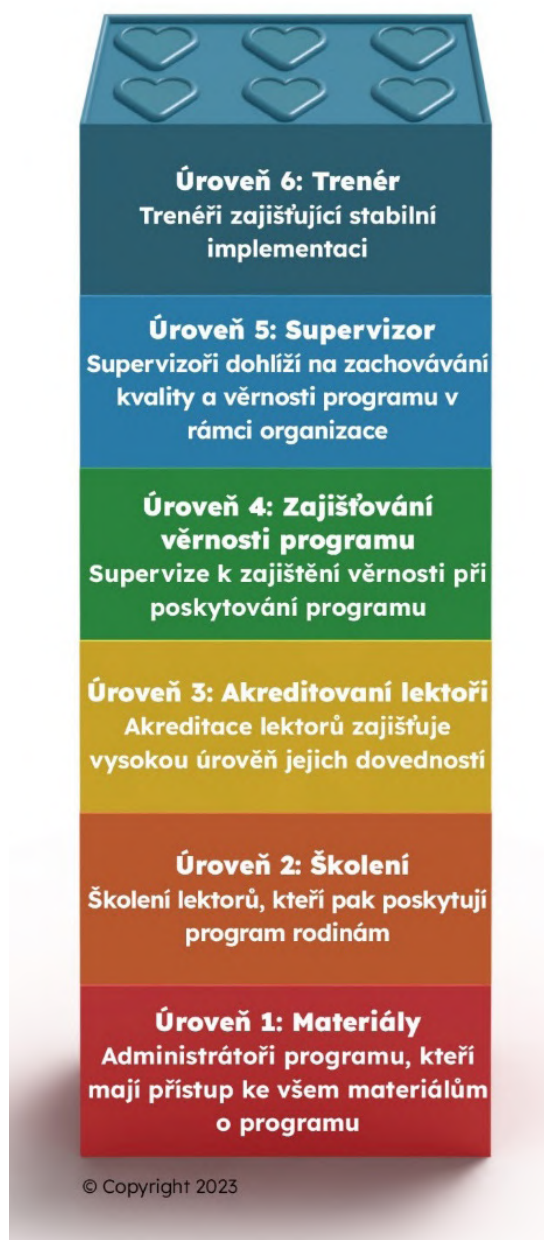 Úroveň 6: Trenér
Trenéři zajišťující stabilní
implementaci
Úroveň 5: Supervizor
Supervizoři dohlíží na zachovávání
kvality a věrnosti programu v
rámci organizace
Úroveň 4: Zajišťování
věrnosti programu
Supervize k zajištění věrnosti při
poskytování programu
Úroveň 3: Akreditovaní lektoři
Akreditace lektorů zajišťuje
vysokou úrověň jejich dovedností
Úroveň 2: Školení
Školení lektorů, kteří pak poskytují
program rodinám
Úroveň 1: Materiály
Administrátoři programu, kteří
mají přístup ke všem materiálům
o programu
© Copyright 2023